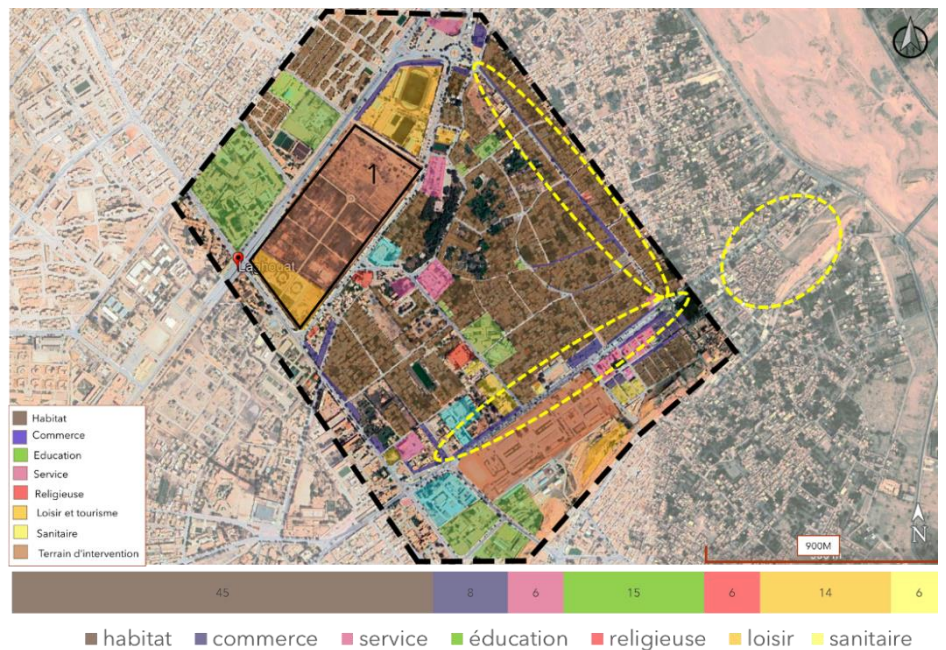 1
Laghouat
Habitat
Commerce
Education
Service
Religieuse
Loisir et tourisme
Sanitaire
Terrain d'intervention
N
900M
45 8 6 15 6 14 6
habitat commerce service éducation religieuse loisir sanitaire